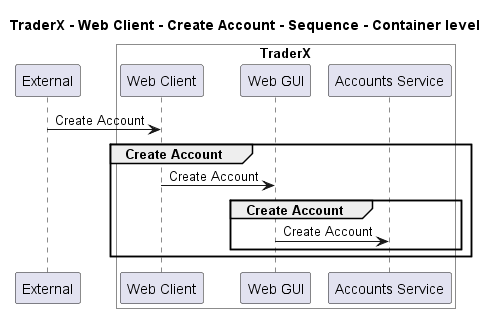 TraderX - Web Client - Create Account - Sequence - Container level
TraderX
External Web Client Web GUI Accounts Service
Create Account
Create Account
Create Account
Create Account
Create Account
External Web Client Web GUI Accounts Service